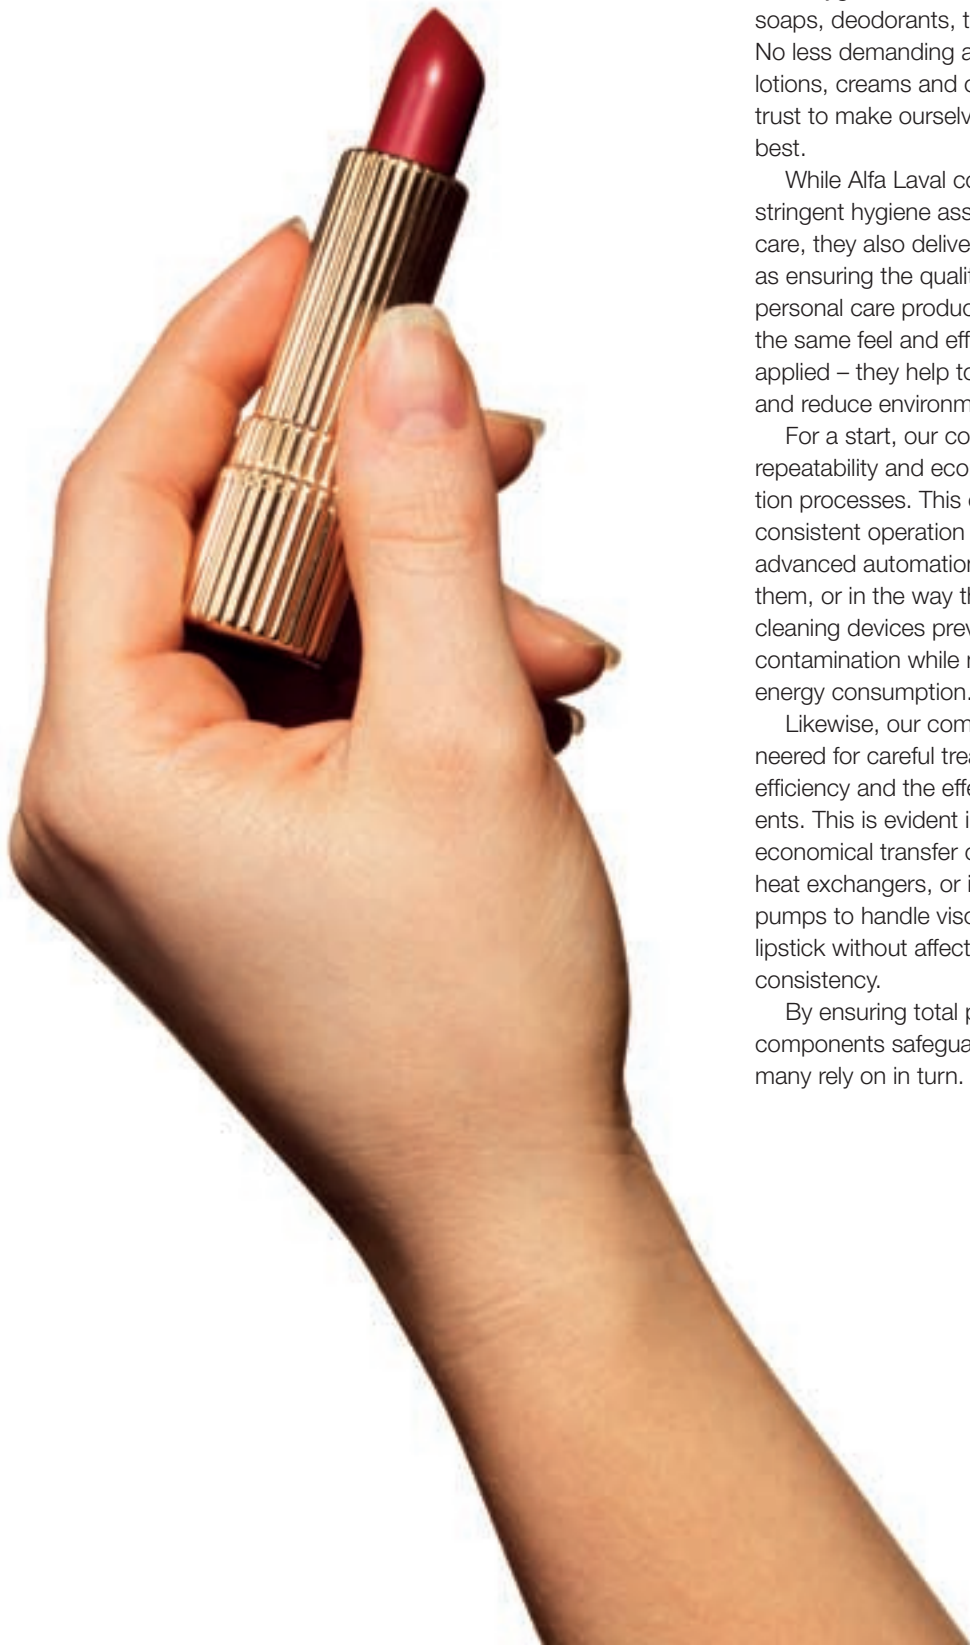 soaps, deodorants, t
No less demanding a
lotions, creams and c
trust to make ourselv
best.
While Alfa Laval co
stringent hygiene ass
care, they also delive
as ensuring the qualit
personal care produc
the same feel and eff
applied – they help to
and reduce environm
For a start, our co
repeatability and eco
tion processes. This c
consistent operation
advanced automation
them, or in the way th
cleaning devices prev
contamination while r
energy consumption.
Likewise, our com
neered for careful trea
efficiency and the effe
ents. This is evident i
economical transfer c
heat exchangers, or i
pumps to handle visc
lipstick without affect
consistency.
By ensuring total p
components safegua
many rely on in turn.